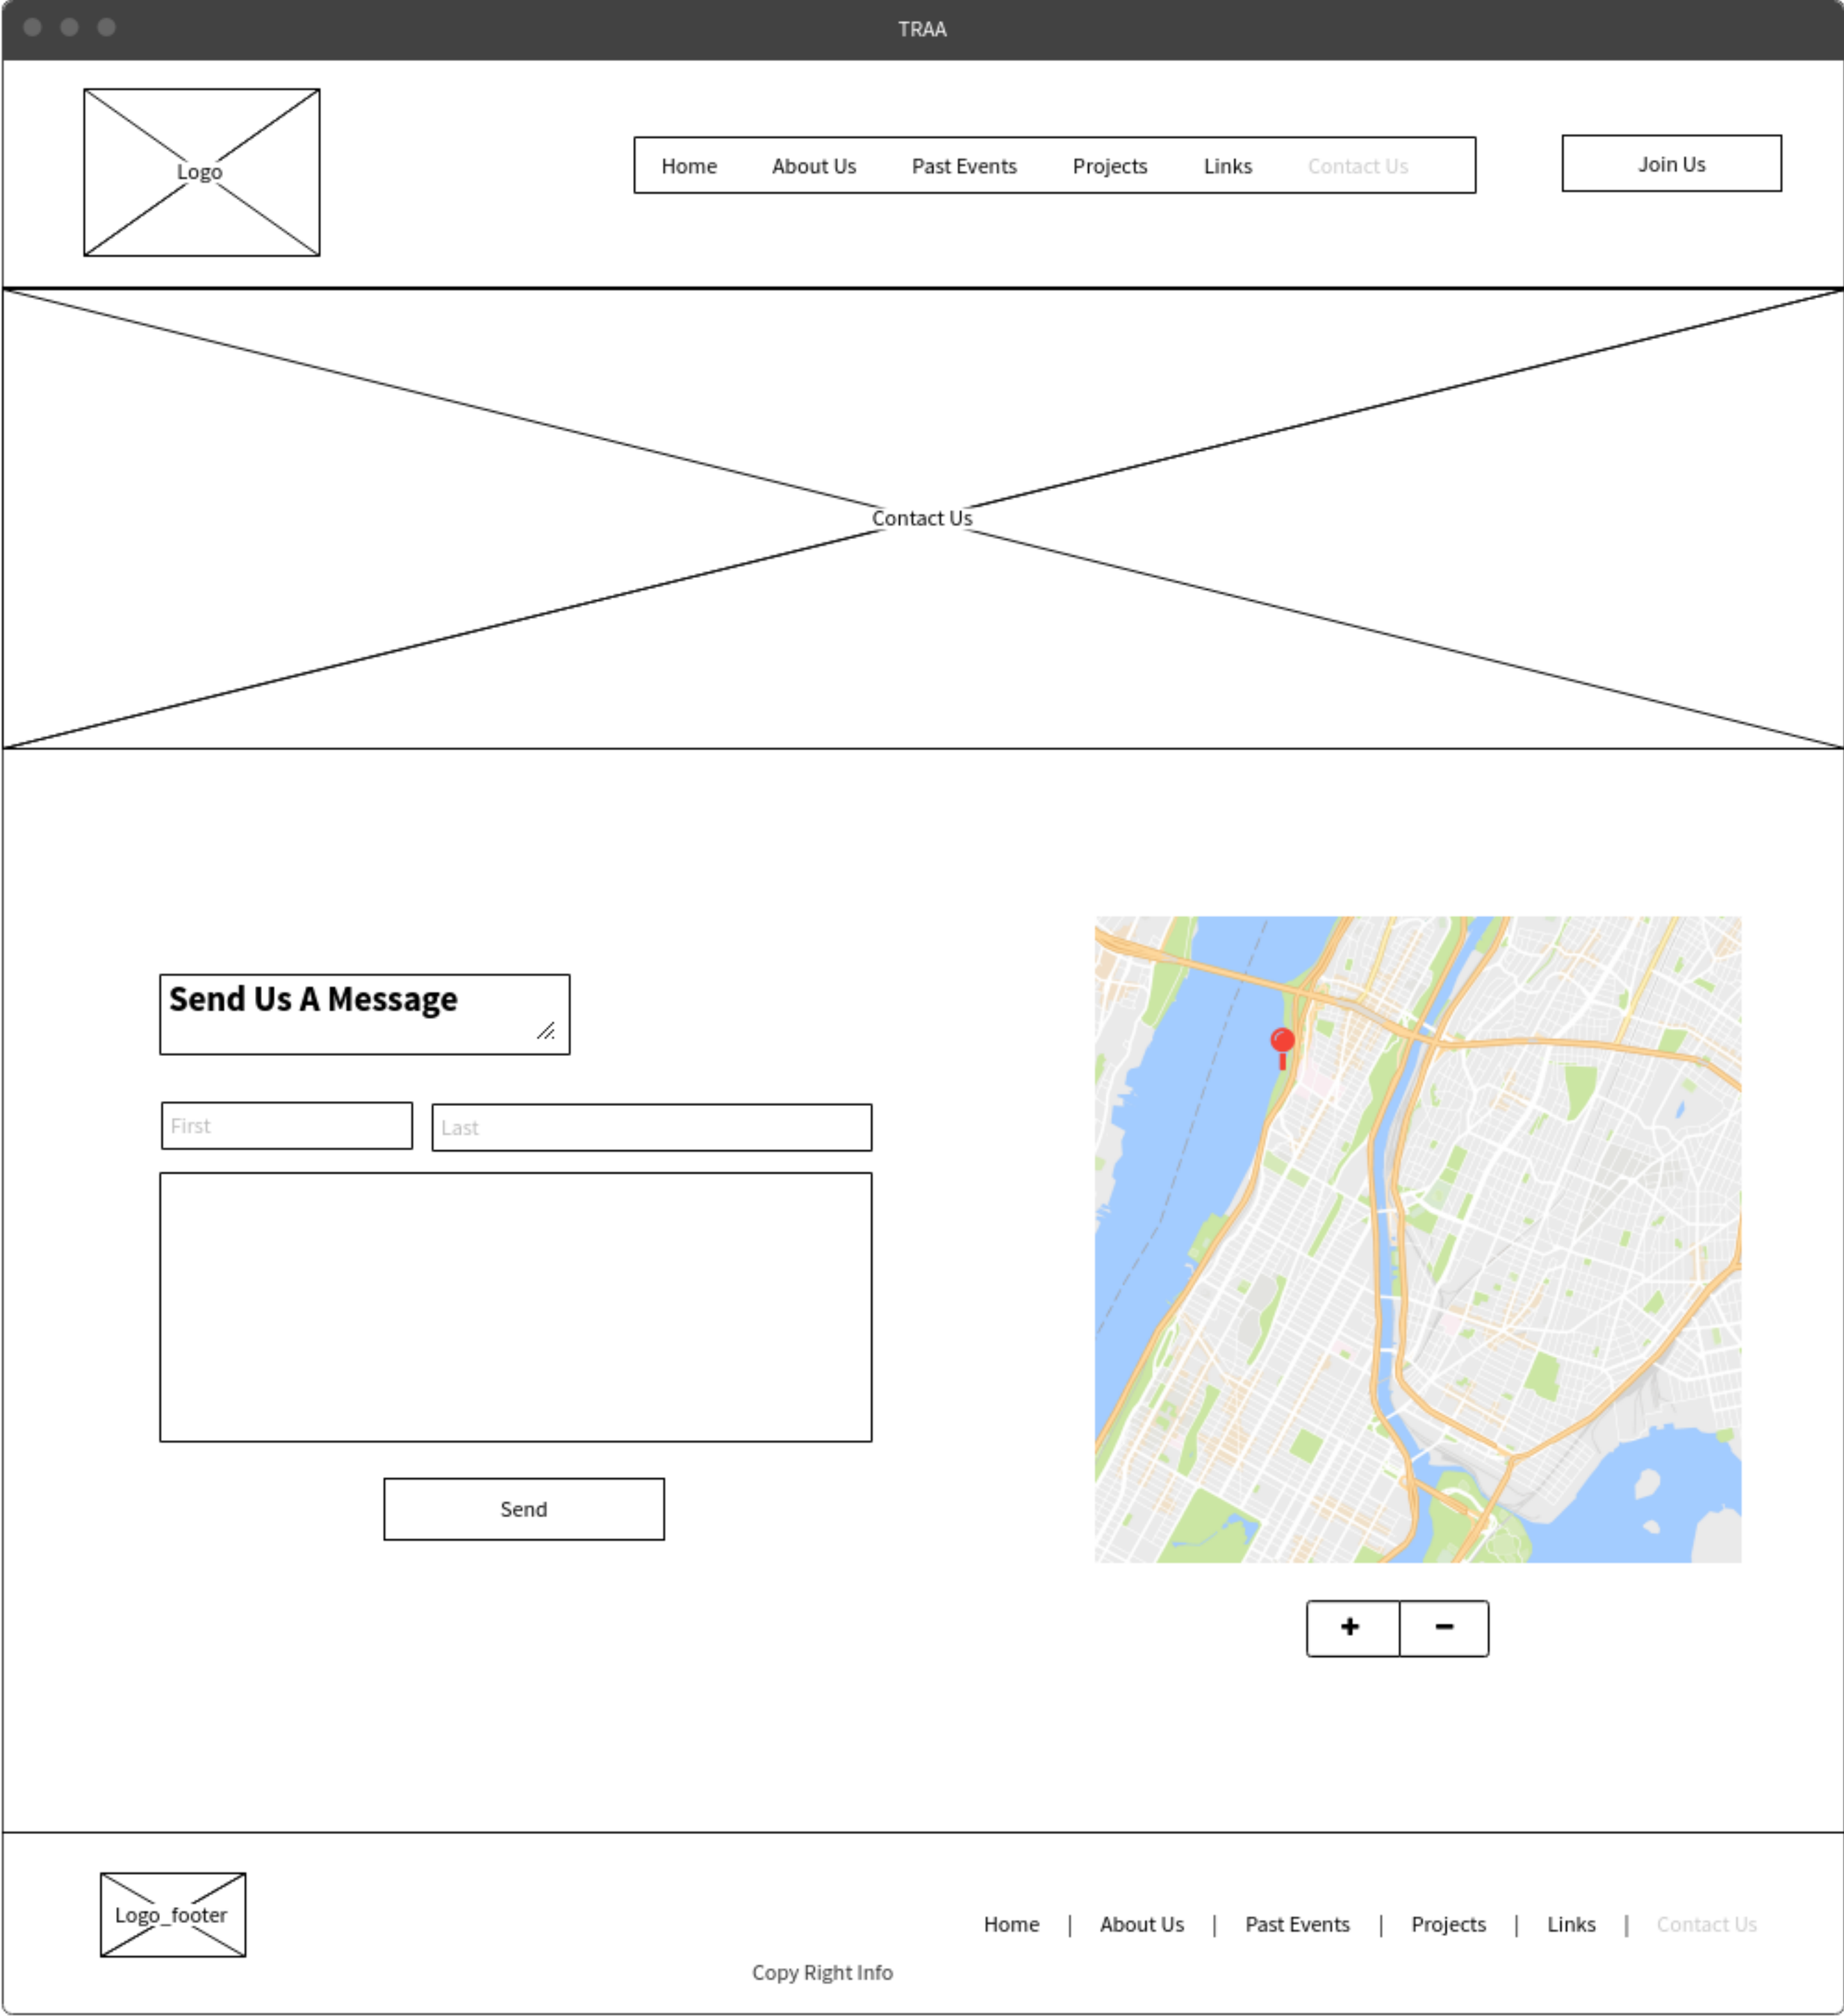 TRAA
Logo
Home About Us Past Events Projects Links Contact Us
Join Us
Contact Us
Send Us A Message
First
Last
Send
+ −
Logo_footer
Home | About Us | Past Events | Projects | Links | Contact Us
Copy Right Info